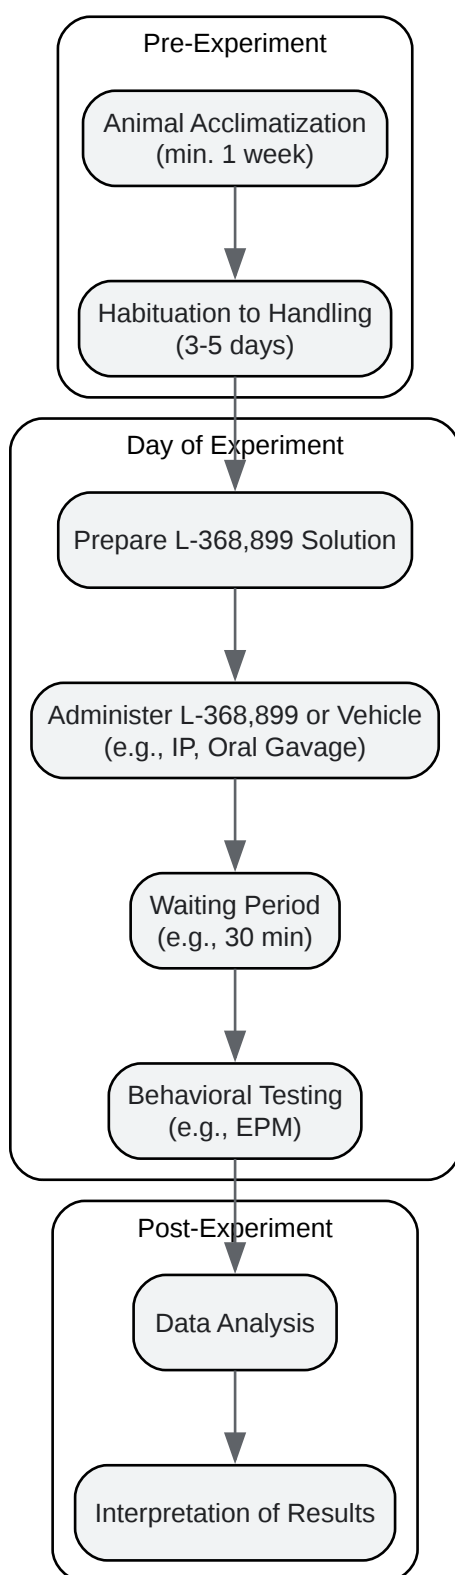 Pre-Experiment
Animal Acclimatization
(min. 1 week)
Habituation to Handling
(3-5 days)
Day of Experiment
Prepare L-368,899 Solution
Administer L-368,899 or Vehicle
(e.g., IP, Oral Gavage)
Waiting Period
(e.g., 30 min)
Behavioral Testing
(e.g., EPM)
Post-Experiment
Data Analysis
Interpretation of Results